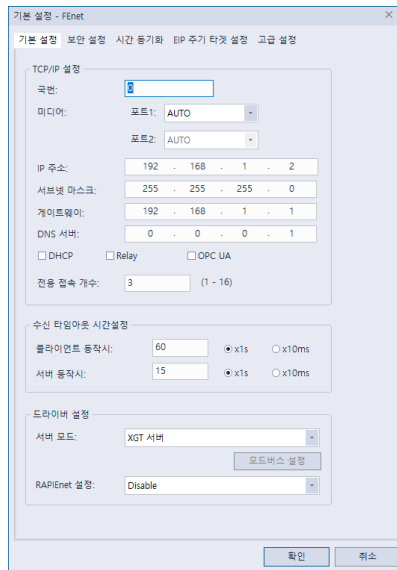 기본 설정 - FEnet
기본 설정 보안 설정 시간 동기화 EIP 주기 타겟 설정 고급 설정
TCP/IP 설정
국번: 0
미디어: 포트1: AUTO
포트2: AUTO
IP 주소: 192 . 168 . 1 . 2
서브넷 마스크: 255 . 255 . 255 . 0
게이트웨이: 192 . 168 . 1 . 1
DNS 서버: 0 . 0 . 0 . 1
DHCP Relay OPC UA
전용 접속 개수: 3 (1 - 16)
수신 타임아웃 시간설정
클라이언트 동작시: 60 x1s x10ms
서버 동작시: 15 x1s x10ms
드라이버 설정
서버 모드: XGT 서버
모드버스 설정
RAPIEnet 설정: Disable
확인 취소